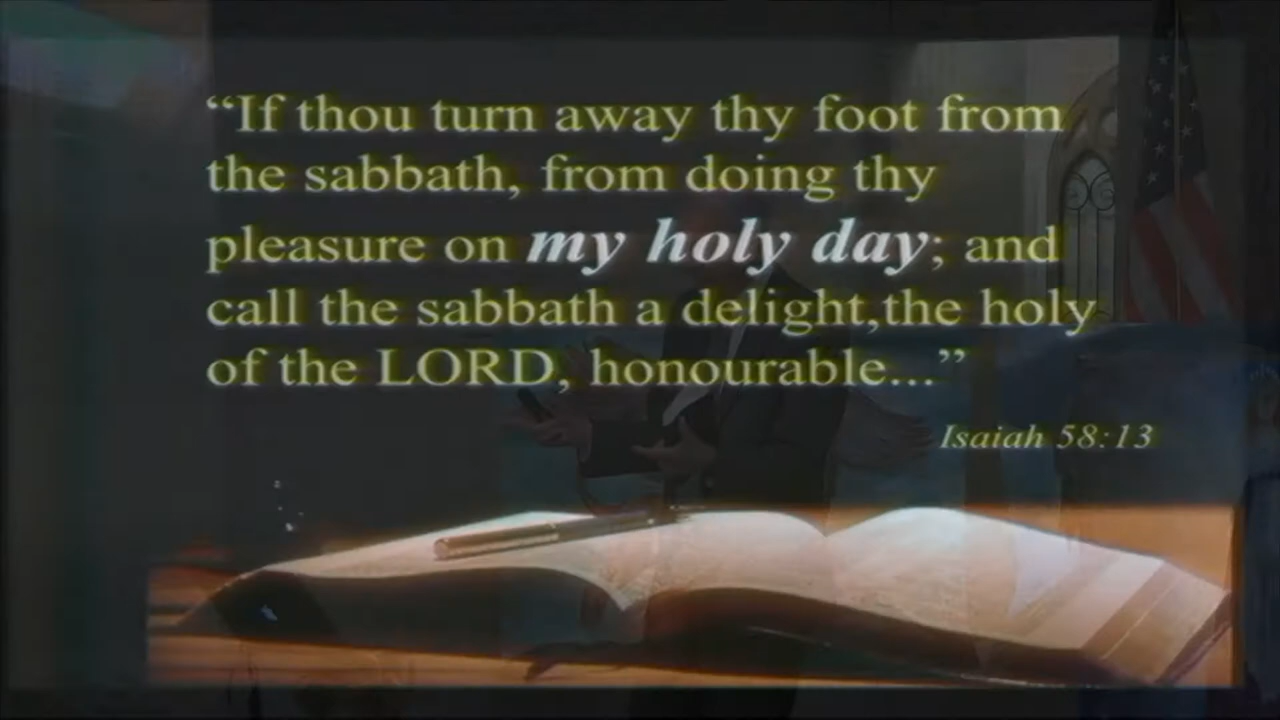 “If thou turn away thy foot from
the sabbath, from doing thy
pleasure on my holy day; and
call the sabbath a delight,the holy
of the LORD, honourable...”
Isaiah 58:13